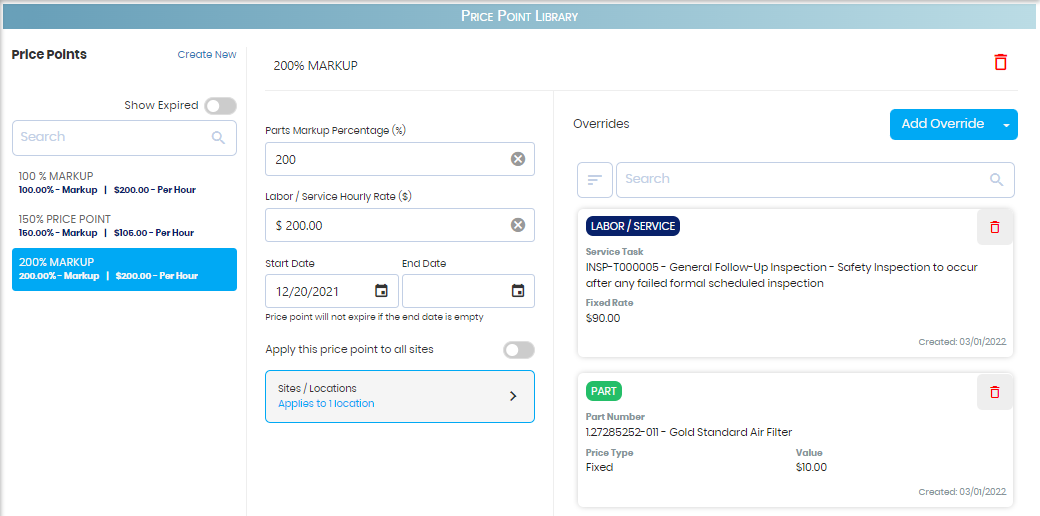 Price Point Library
Price Points
Create New
Show Expired
Search
100 % MARKUP
100.00% - Markup | $200.00 - Per Hour
150% PRICE POINT
150.00% - Markup | $105.00 - Per Hour
200% MARKUP
200.00% - Markup | $200.00 - Per Hour
200% MARKUP
Parts Markup Percentage (%)
200
Labor / Service Hourly Rate ($)
$ 200.00
Start Date
End Date
12/20/2021
Price point will not expire if the end date is empty
Apply this price point to all sites
Sites / Locations
Applies to 1 location
Overrides
Add Override
Search
LABOR / SERVICE
Service Task
INSP-T000005 - General Follow-Up Inspection - Safety Inspection to occur
after any failed formal scheduled inspection
Fixed Rate
$90.00
Created: 03/01/2022
PART
Part Number
1.27285252-011 - Gold Standard Air Filter
Price Type
Value
Fixed
$10.00
Created: 03/01/2022